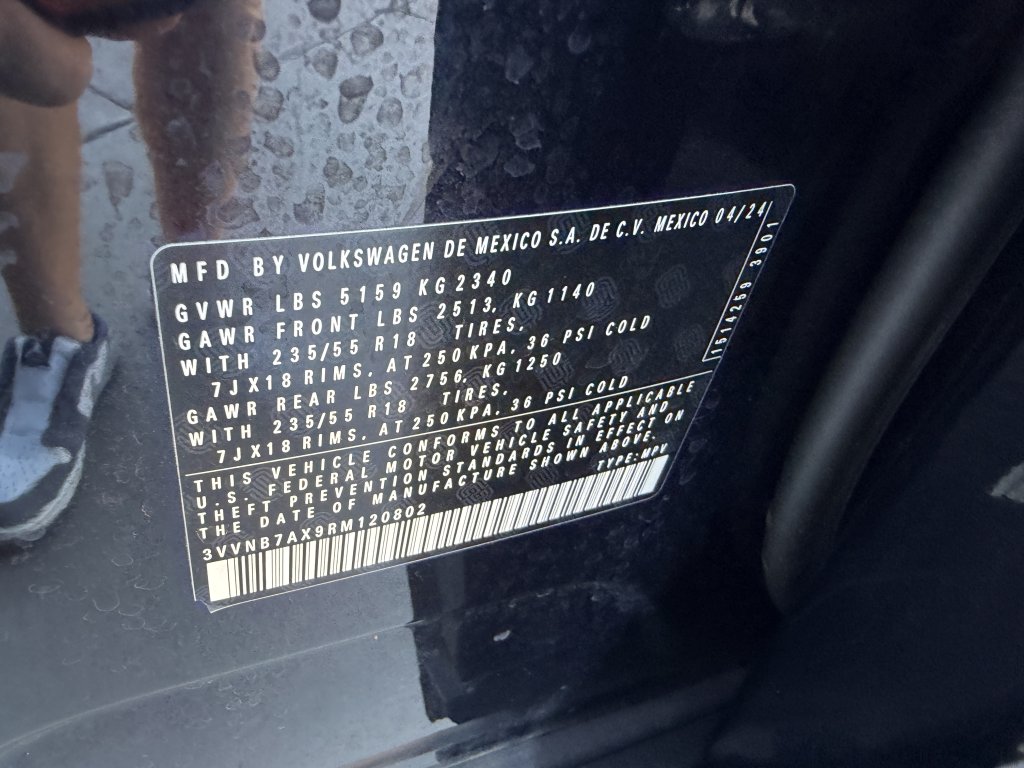 MFD BY VOLKSWAGEN DE MEXICO S.A. DE C.V. MEXICO 04/24
GVWR LBS 5159 KG 2340
GAWR FRONT LBS 2513, KG 1140
WITH 235/55 R18 TIRES,
7JX18 RIMS, AT 250 KPA, 36 PSI COLD
GAWR REAR LBS 2756, KG 1250
WITH 235/55 R18 TIRES,
7JX18 RIMS, AT 250 KPA, 36 PSI COLD
THIS VEHICLE CONFORMS TO ALL APPLICABLE
U.S. FEDERAL MOTOR VEHICLE SAFETY AND
THEFT PREVENTION STANDARDS IN EFFECT ON
THE DATE OF MANUFACTURE SHOWN ABOVE.
3VVNB7AX9RM120802
TYPE: MPV
1514259 3901